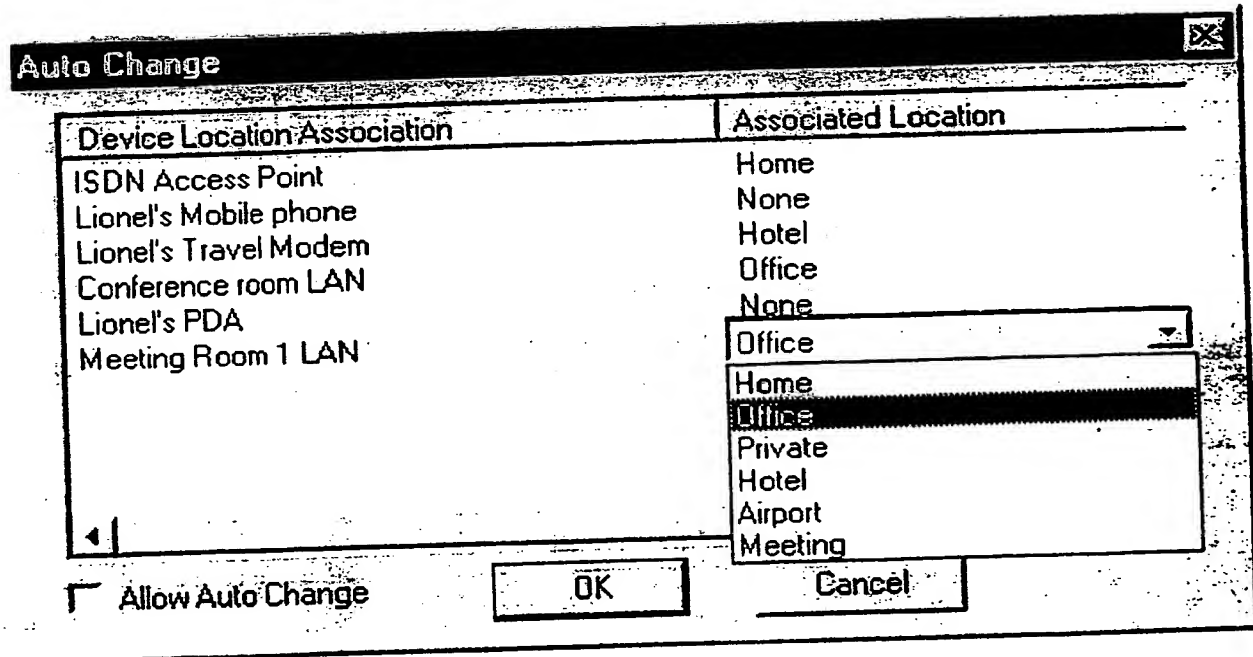 Auto Change
Device Location Association Associated Location
ISDN Access Point Home
Lionel's Mobile phone None
Lionel's Travel Modem Hotel
Conference room LAN Office
Lionel's PDA None
Meeting Room 1 LAN Office
Home
Office
Private
Hotel
Airport
Meeting
Allow Auto Change OK Cancel